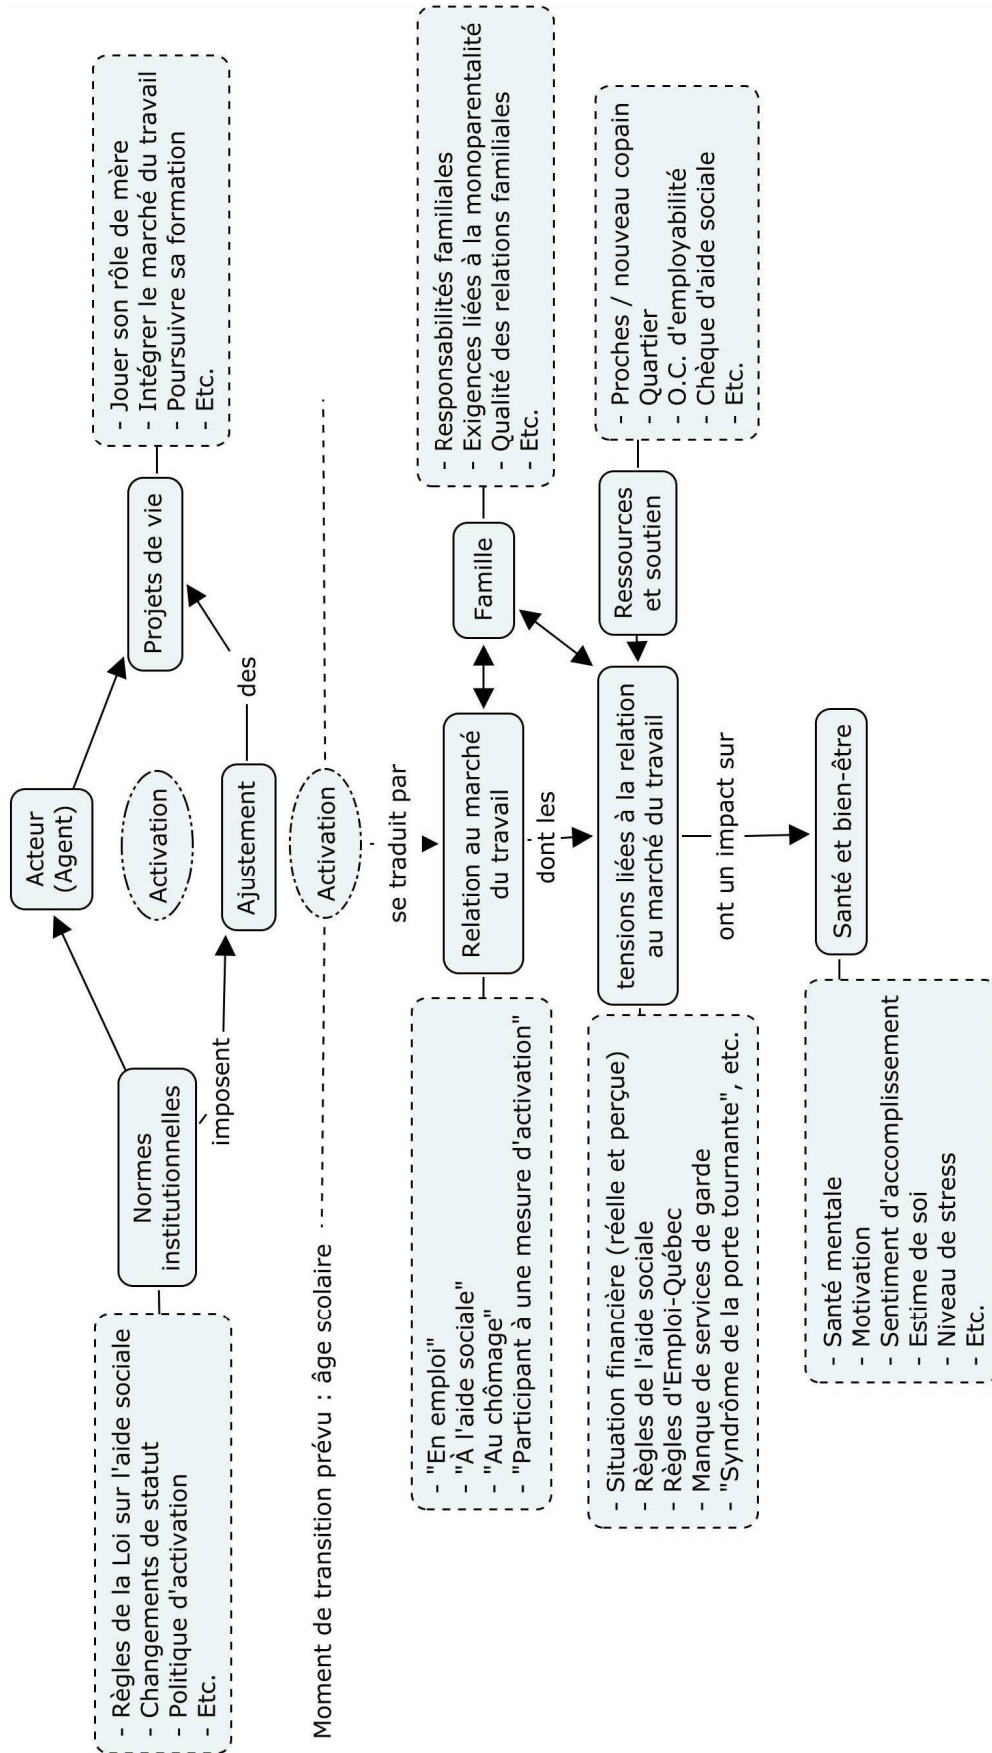 Acteur
(Agent)
- Règles de la Loi sur l'aide sociale
- Changements de statut
- Politique d'activation
- Etc.
Normes
institutionnelles
Activation
Projets de vie
- Jouer son rôle de mère
- Intégrer le marché du travail
- Poursuivre sa formation
- Etc.
imposent
Ajustement
des
Moment de transition prévu : âge scolaire
Activation
se traduit par
- "En emploi"
- "À l'aide sociale"
- "Au chômage"
- "Participant à une mesure d'activation"
Relation au marché
du travail
Famille
- Responsabilités familiales
- Exigences liées à la monoparentalité
- Qualité des relations familiales
- Etc.
dont les
- Situation financière (réelle et perçue)
- Règles de l'aide sociale
- Règles d'Emploi-Québec
- Manque de services de garde
- "Syndrôme de la porte tournante", etc.
tensions liées à la relation
au marché du travail
Ressources
et soutien
- Proches / nouveau copain
- Quartier
- O.C. d'employabilité
- Chèque d'aide sociale
- Etc.
ont un impact sur
- Santé mentale
- Motivation
- Sentiment d'accomplissement
- Estime de soi
- Niveau de stress
- Etc.
Santé et bien-être